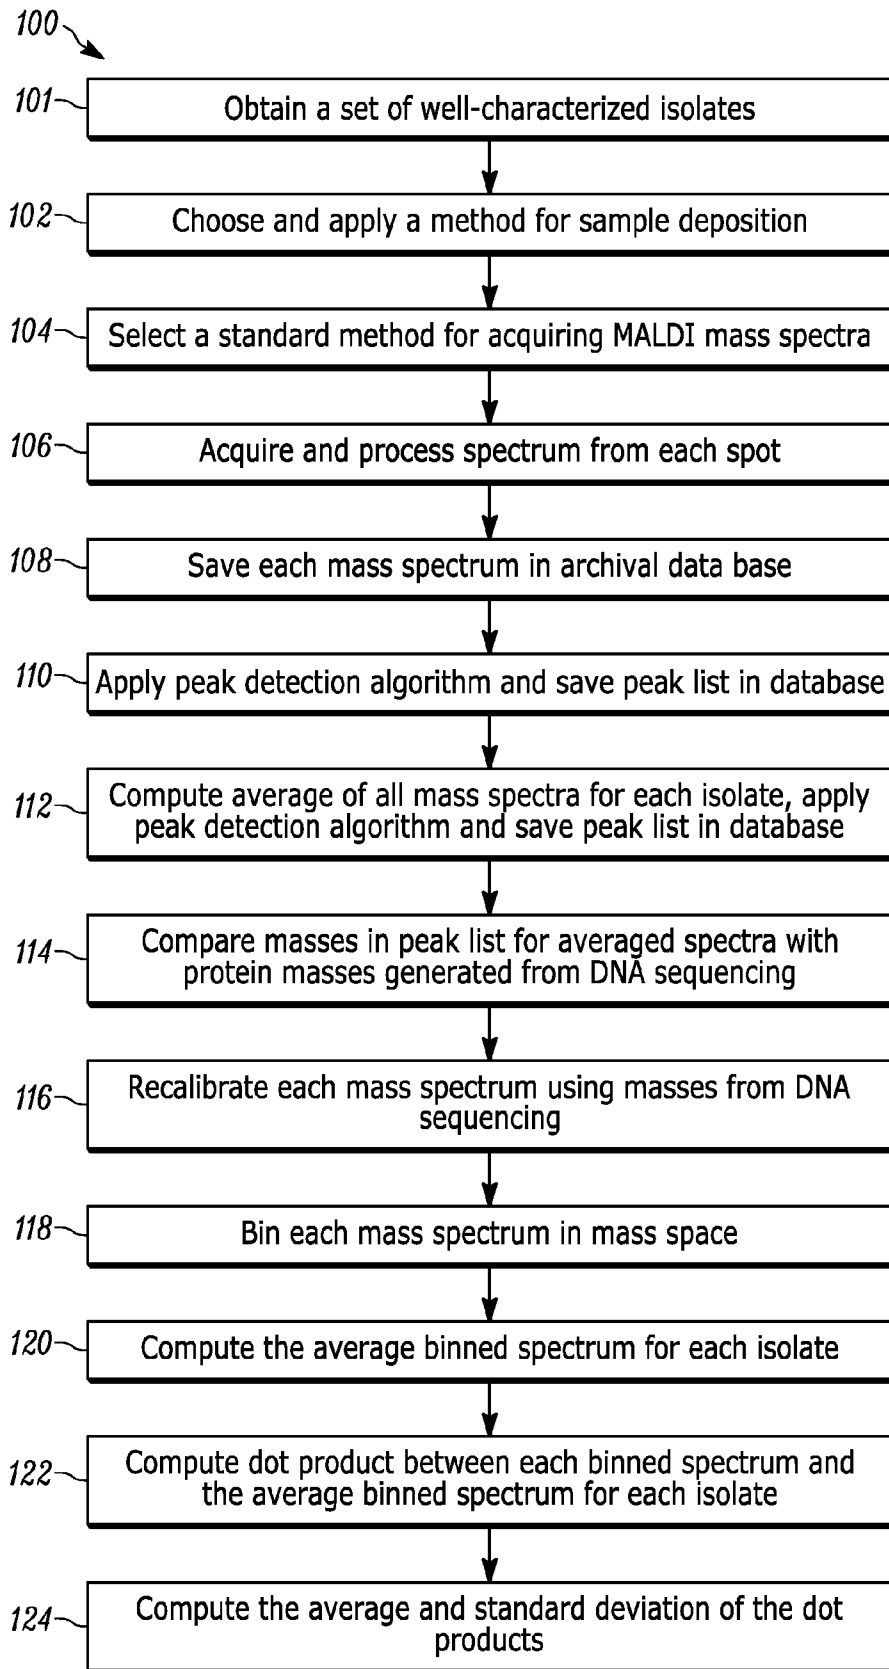 100
101
Obtain a set of well-characterized isolates
102
Choose and apply a method for sample deposition
104
Select a standard method for acquiring MALDI mass spectra
106
Acquire and process spectrum from each spot
108
Save each mass spectrum in archival data base
110
Apply peak detection algorithm and save peak list in database
112
Compute average of all mass spectra for each isolate, apply
peak detection algorithm and save peak list in database
114
Compare masses in peak list for averaged spectra with
protein masses generated from DNA sequencing
116
Recalibrate each mass spectrum using masses from DNA
sequencing
118
Bin each mass spectrum in mass space
120
Compute the average binned spectrum for each isolate
122
Compute dot product between each binned spectrum and
the average binned spectrum for each isolate
124
Compute the average and standard deviation of the dot
products